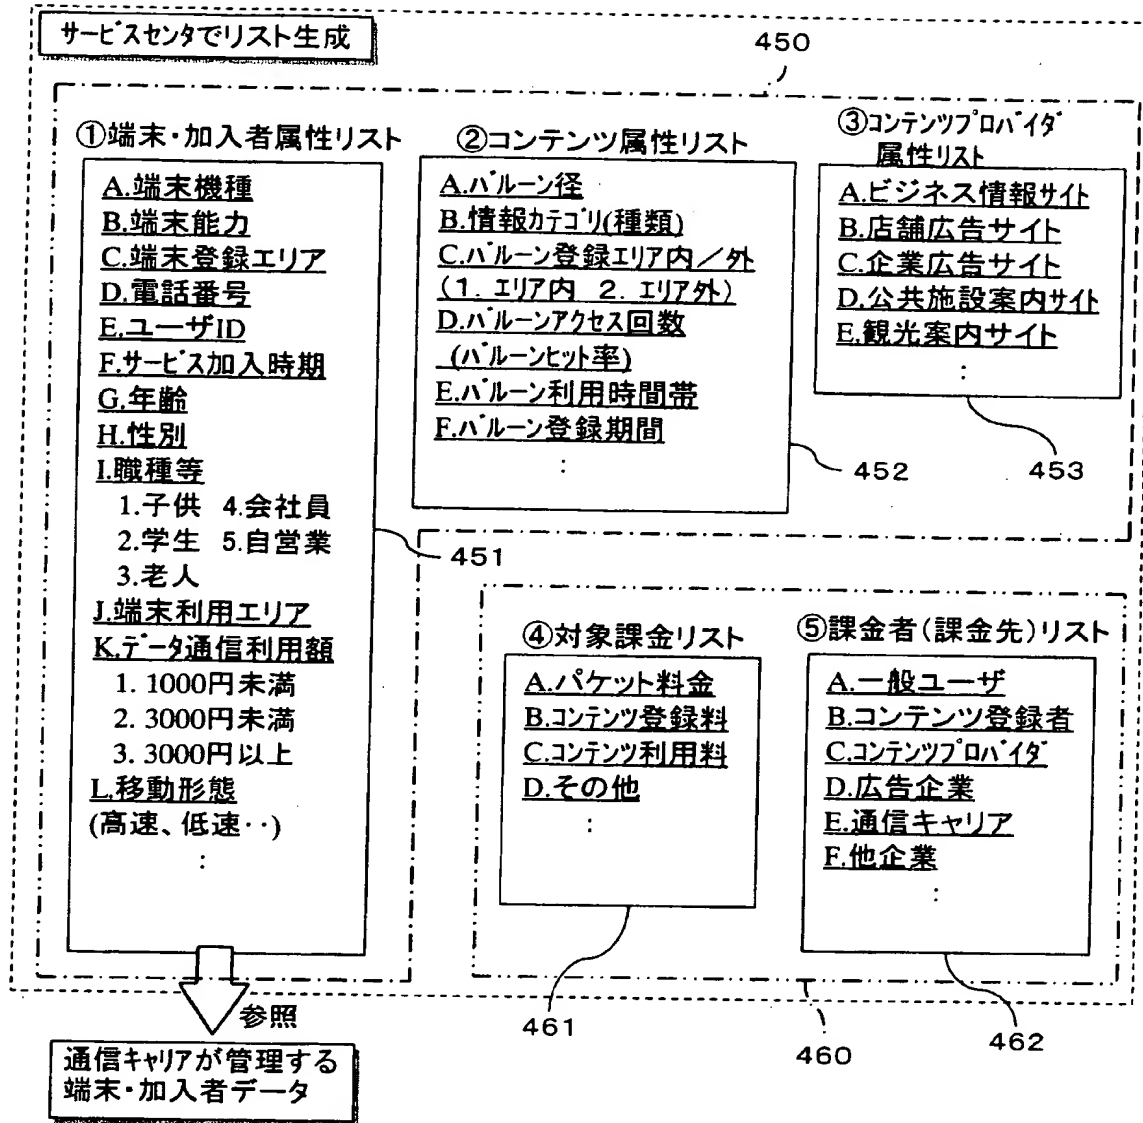 サービスセンタでリスト生成
450
①端末・加入者属性リスト
A.端末機種
B.端末能力
C.端末登録エリア
D.電話番号
E.ユーザID
F.サービス加入時期
G.年齢
H.性別
I.職種等
1.子供 4.会社員
2.学生 5.自営業
3.老人
J.端末利用エリア
K.データ通信利用額
1. 1000円未満
2. 3000円未満
3. 3000円以上
L.移動形態
(高速、低速‥)
:
451
②コンテンツ属性リスト
A.バルーン径
B.情報カテゴリ(種類)
C.バルーン登録エリア内/外
(1. エリア内 2. エリア外)
D.バルーンアクセス回数
(バルーンヒット率)
E.バルーン利用時間帯
F.バルーン登録期間
:
452
③コンテンツプロバイダ
属性リスト
A.ビジネス情報サイト
B.店舗広告サイト
C.企業広告サイト
D.公共施設案内サイト
E.観光案内サイト
:
453
④対象課金リスト
A.パケット料金
B.コンテンツ登録料
C.コンテンツ利用料
D.その他
:
461
⑤課金者(課金先)リスト
A.一般ユーザ
B.コンテンツ登録者
C.コンテンツプロバイダ
D.広告企業
E.通信キャリア
F.他企業
:
462
460
参照
通信キャリアが管理する
端末・加入者データ